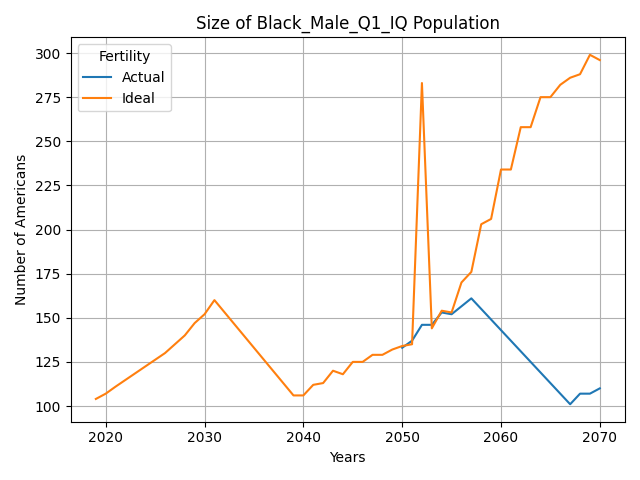 Size of Black_Male_Q1_IQ Population
Fertility
Actual
Ideal
Number of Americans
300
275
250
225
200
175
150
125
100
2020 2030 2040 2050 2060 2070
Years